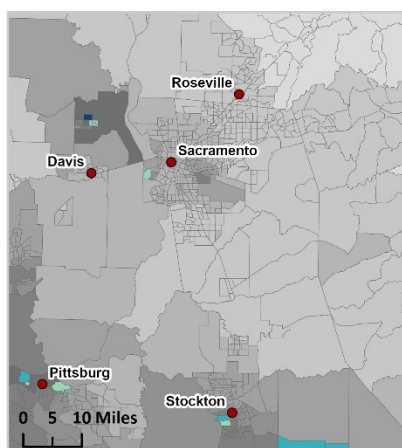 Roseville
Sacramento
Davis
Pittsburg
Stockton
0 5 10 Miles